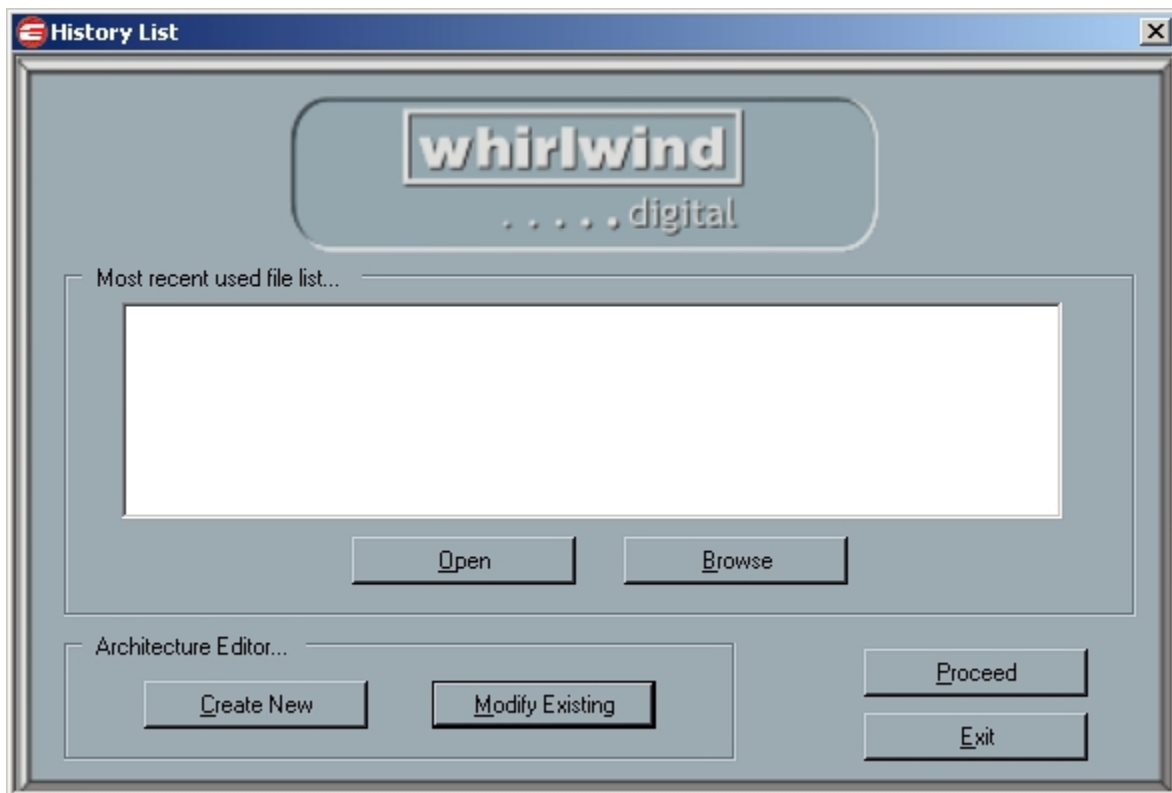 History List
whirlwind
.....digital
Most recent used file list...
Open
Browse
Architecture Editor...
Create New
Modify Existing
Proceed
Exit